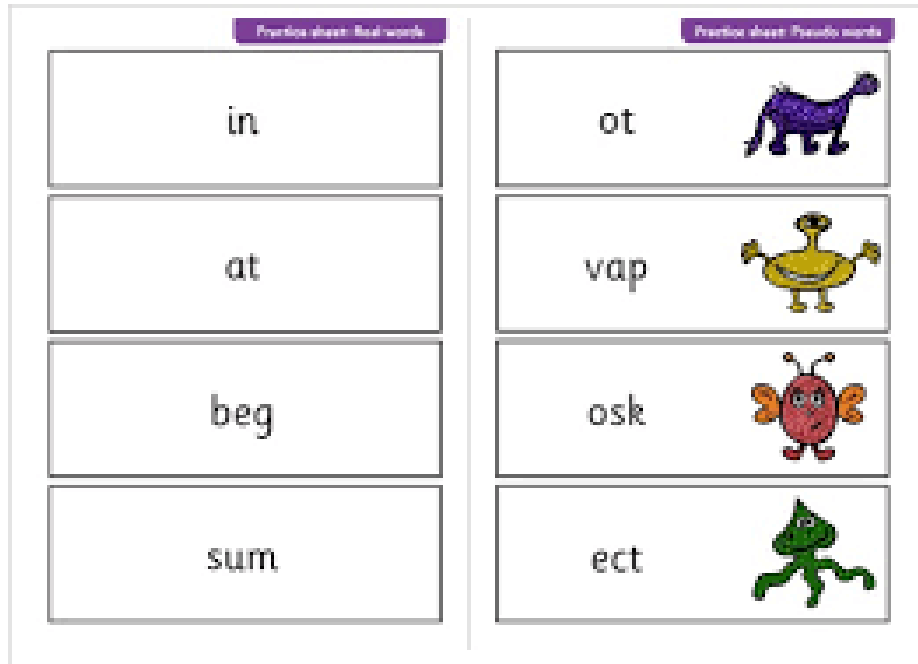 Practice sheet: Real words
in
at
beg
sum
Practice sheet: Pseudo words
ot
vap
osk
ect